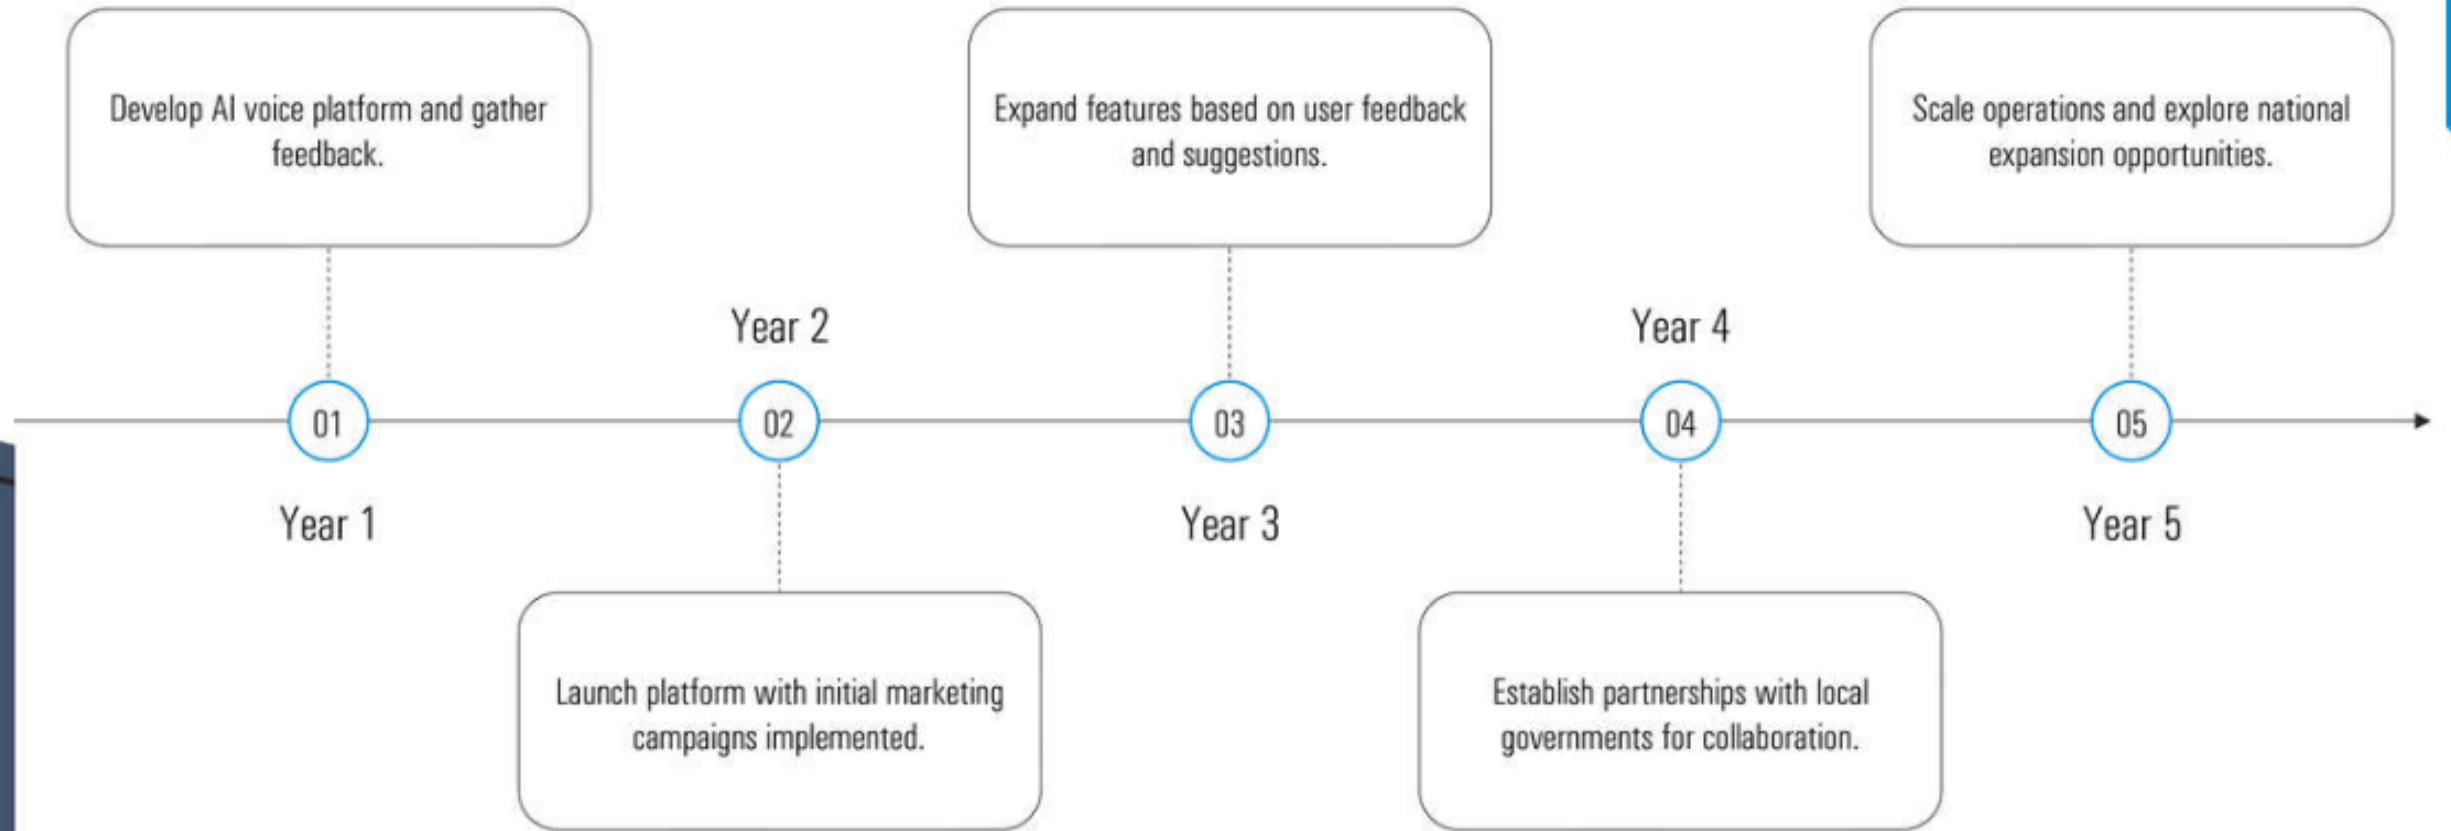 Develop AI voice platform and gather
feedback.
Expand features based on user feedback
and suggestions.
Scale operations and explore national
expansion opportunities.
Year 2
Year 4
01
02
03
04
05
Year 1
Year 3
Year 5
Launch platform with initial marketing
campaigns implemented.
Establish partnerships with local
governments for collaboration.